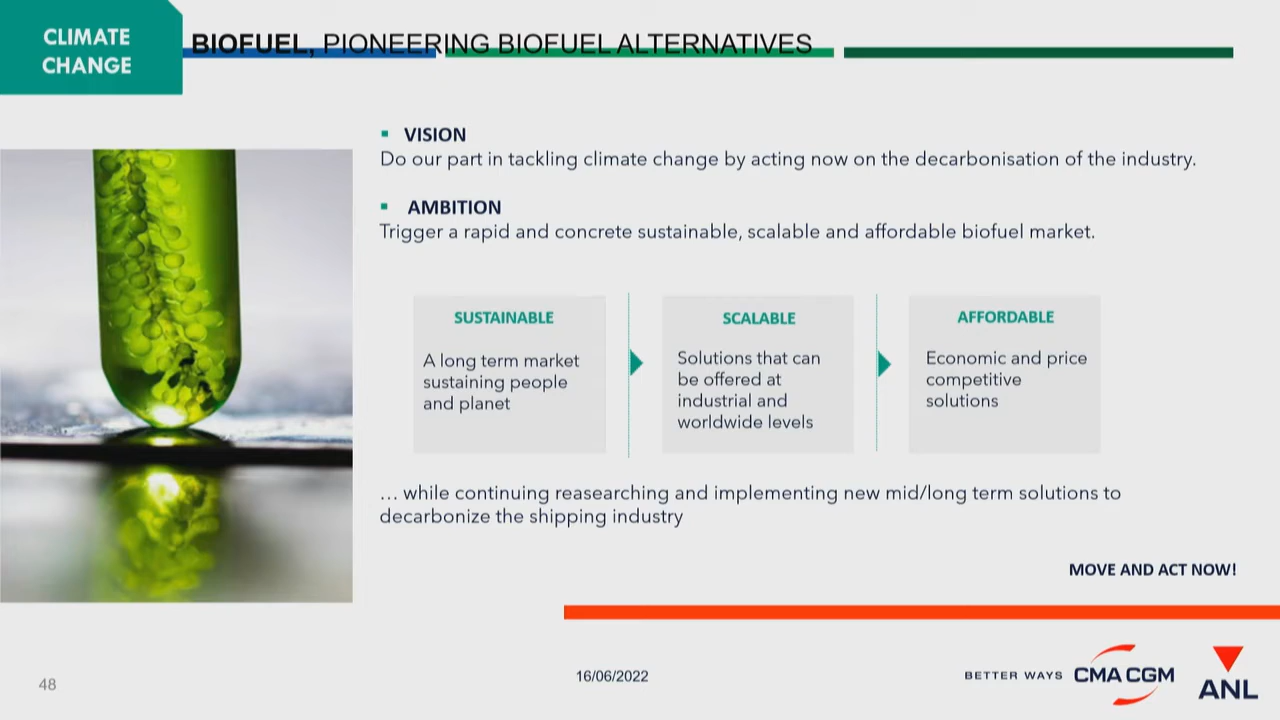 CLIMATE
CHANGE
BIOFUEL, PIONEERING BIOFUEL ALTERNATIVES
VISION
Do our part in tackling climate change by acting now on the decarbonisation of the industry.
AMBITION
Trigger a rapid and concrete sustainable, scalable and affordable biofuel market.
SUSTAINABLE
A long term market
sustaining people
and planet
SCALABLE
Solutions that can
be offered at
industrial and
worldwide levels
AFFORDABLE
Economic and price
competitive
solutions
... while continuing reasearching and implementing new mid/long term solutions to
decarbonize the shipping industry
MOVE AND ACT NOW!
48
16/06/2022
BETTER WAYS
CMA CGM
ANL